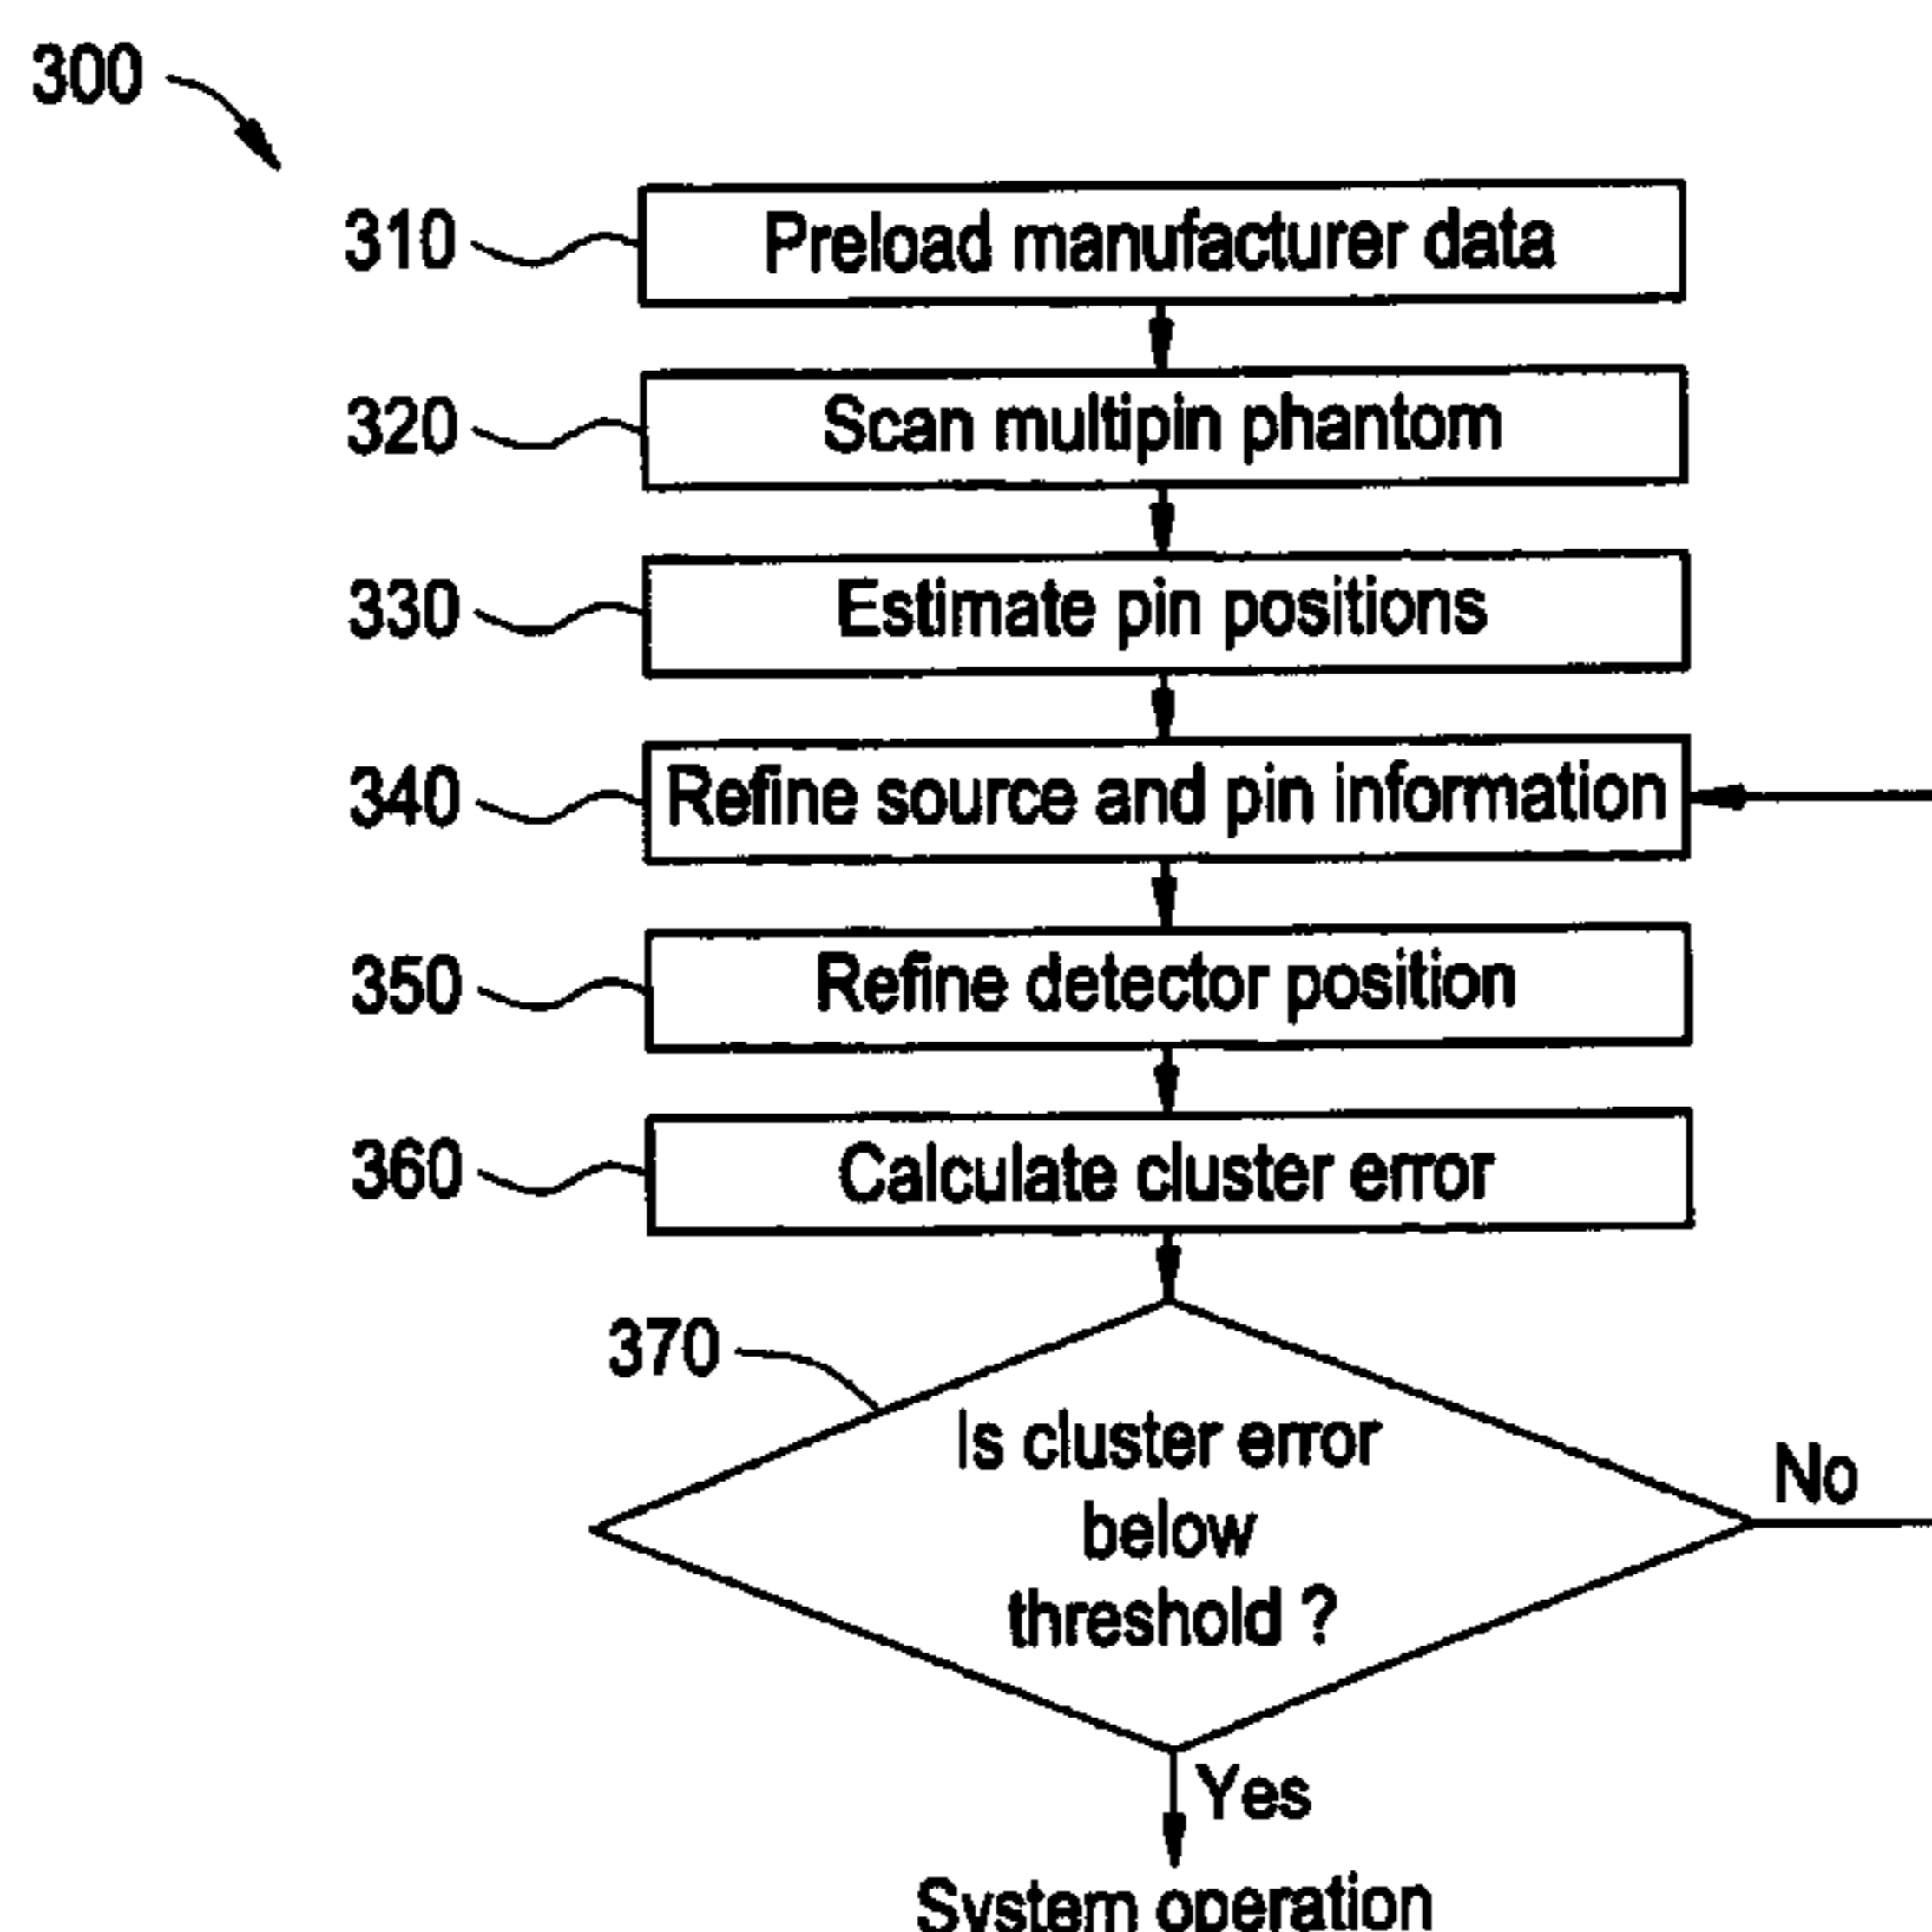 300
310 Preload manufacturer data
320 Scan multipin phantom
330 Estimate pin positions
340 Refine source and pin information
350 Refine detector position
360 Calculate cluster error
370
Is cluster error
below
threshold ?
No
Yes
System operation